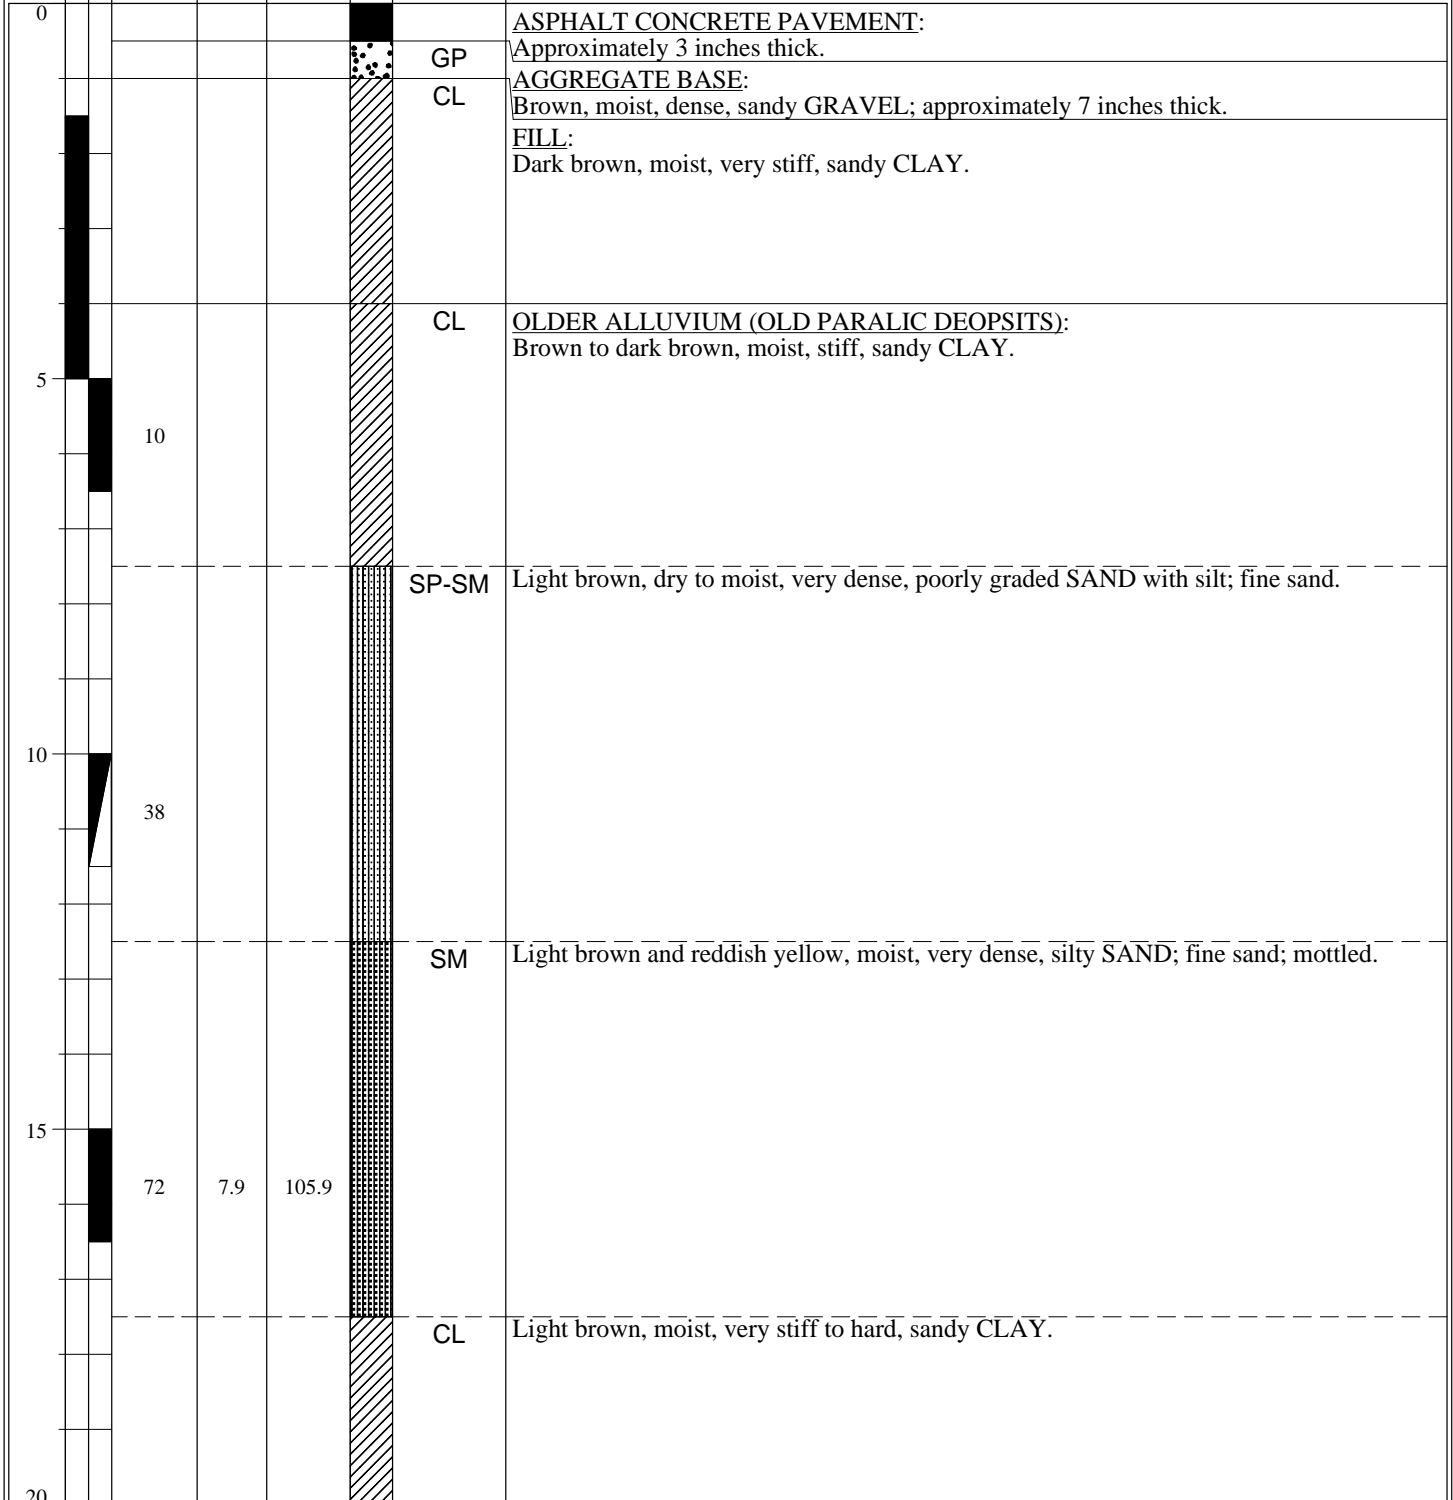 0
ASPHALT CONCRETE PAVEMENT:
GP Approximately 3 inches thick.
AGGREGATE BASE:
CL Brown, moist, dense, sandy GRAVEL; approximately 7 inches thick.
FILL:
Dark brown, moist, very stiff, sandy CLAY.
CL OLDER ALLUVIUM (OLD PARALIC DEOPSITS):
Brown to dark brown, moist, stiff, sandy CLAY.
5
10
SP-SM Light brown, dry to moist, very dense, poorly graded SAND with silt; fine sand.
10
38
SM Light brown and reddish yellow, moist, very dense, silty SAND; fine sand; mottled.
15
72 7.9 105.9
CL Light brown, moist, very stiff to hard, sandy CLAY.
20